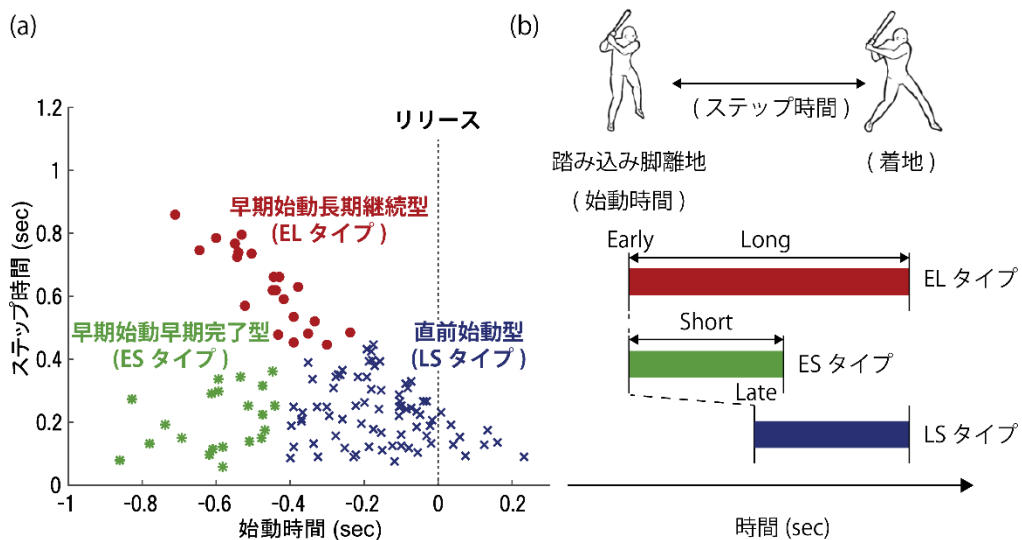 (a)
1.2
1
0.8
0.6
0.4
0.2
0
-1
-0.8
-0.6
-0.4
-0.2
0
0.2
ステップ時間 (sec)
始動時間 (sec)
リリース
早期始動長期継続型
(EL タイプ )
早期始動早期完了型
(ES タイプ )
直前始動型
(LS タイプ )
(b)
( ステップ時間 )
踏み込み脚離地
( 始動時間 )
( 着地 )
Early
Long
EL タイプ
Short
ES タイプ
Late
LS タイプ
時間 (sec)